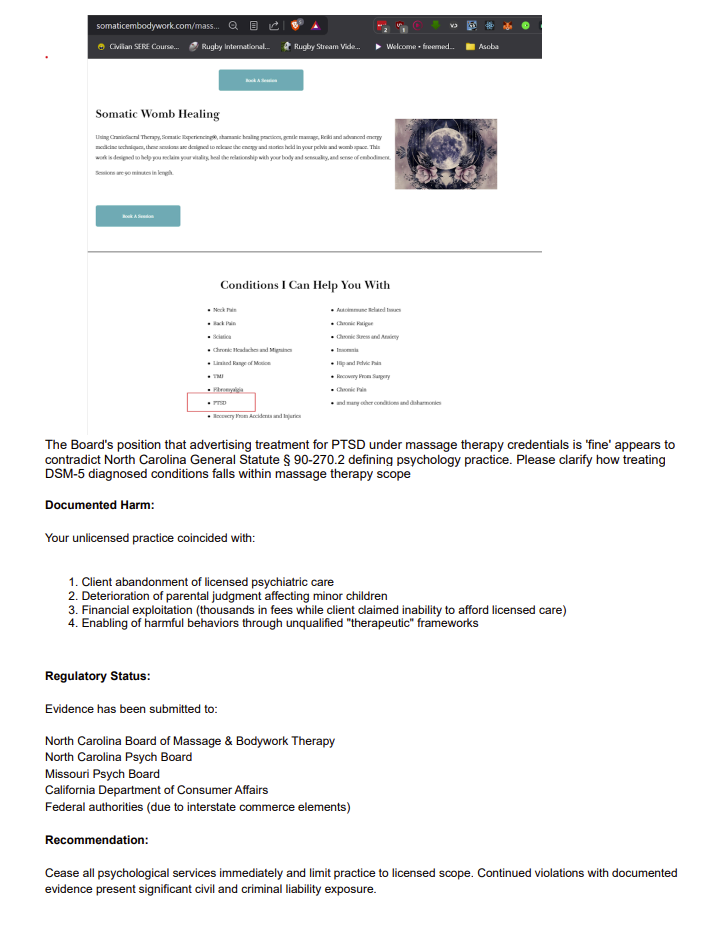 somaticembodywork.com/mass...
Civilian SERE Course... Rugby International... Rugby Stream Vide... Welcome • freemed... Asoba
Book A Session
Somatic Womb Healing
Using CranioSacral Therapy, Somatic Experiencing®, shamanic healing practices, gentle massage, Reiki and advanced energy
medicine techniques, these sessions are designed to release the energy and stories held in your pelvis and womb space. This
work is designed to help you reclaim your vitality, heal the relationship with your body and sensuality, and sense of embodiment.
Sessions are 90 minutes in length.
Book A Session
Conditions I Can Help You With
• Neck Pain
• Back Pain
• Sciatica
• Chronic Headaches and Migraines
• Limited Range of Motion
• TMJ
• Fibromyalgia
• PTSD
• Recovery From Accidents and Injuries
• Autoimmune Related Issues
• Chronic Fatigue
• Chronic Stress and Anxiety
• Insomnia
• Hip and Pelvic Pain
• Recovery From Surgery
• Chronic Pain
• and many other conditions and disharmonies
The Board's position that advertising treatment for PTSD under massage therapy credentials is 'fine' appears to
contradict North Carolina General Statute § 90-270.2 defining psychology practice. Please clarify how treating
DSM-5 diagnosed conditions falls within massage therapy scope
Documented Harm:
Your unlicensed practice coincided with:
1. Client abandonment of licensed psychiatric care
2. Deterioration of parental judgment affecting minor children
3. Financial exploitation (thousands in fees while client claimed inability to afford licensed care)
4. Enabling of harmful behaviors through unqualified "therapeutic" frameworks
Regulatory Status:
Evidence has been submitted to:
North Carolina Board of Massage & Bodywork Therapy
North Carolina Psych Board
Missouri Psych Board
California Department of Consumer Affairs
Federal authorities (due to interstate commerce elements)
Recommendation:
Cease all psychological services immediately and limit practice to licensed scope. Continued violations with documented
evidence present significant civil and criminal liability exposure.